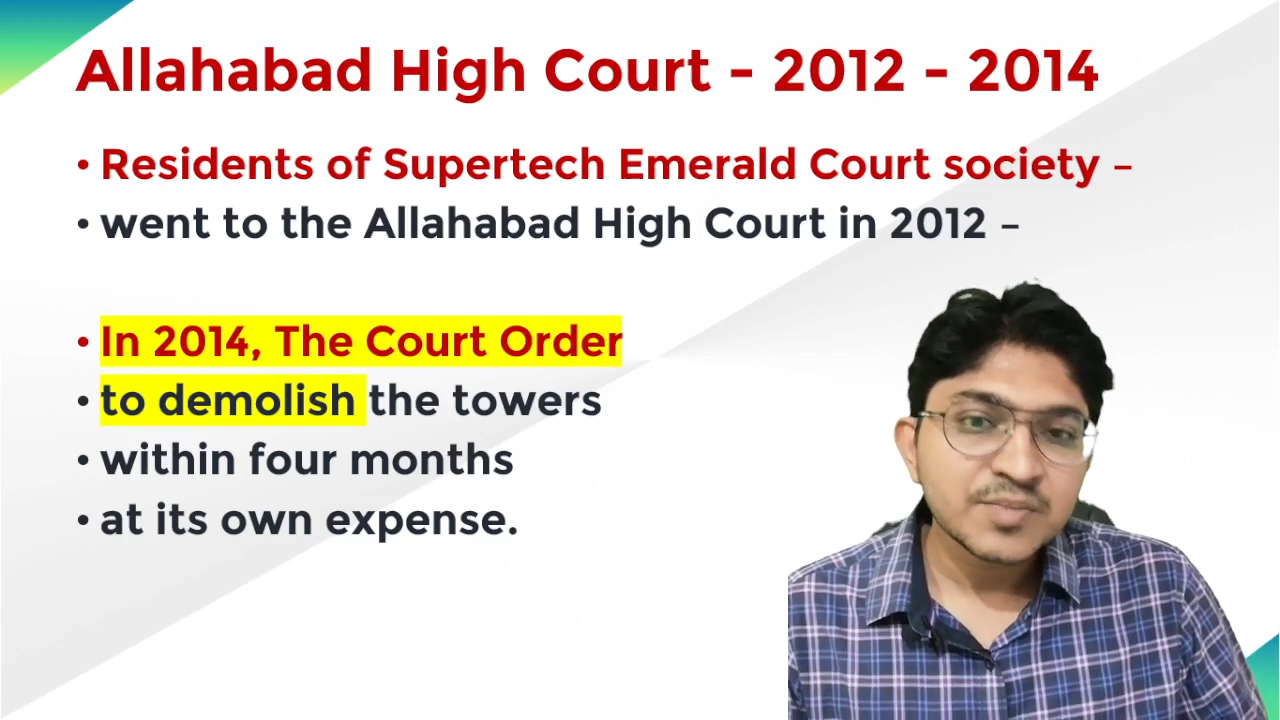 Allahabad High Court - 2012 - 2014
• Residents of Supertech Emerald Court society –
• went to the Allahabad High Court in 2012 –
• In 2014, The Court Order
• to demolish the towers
• within four months
• at its own expense.